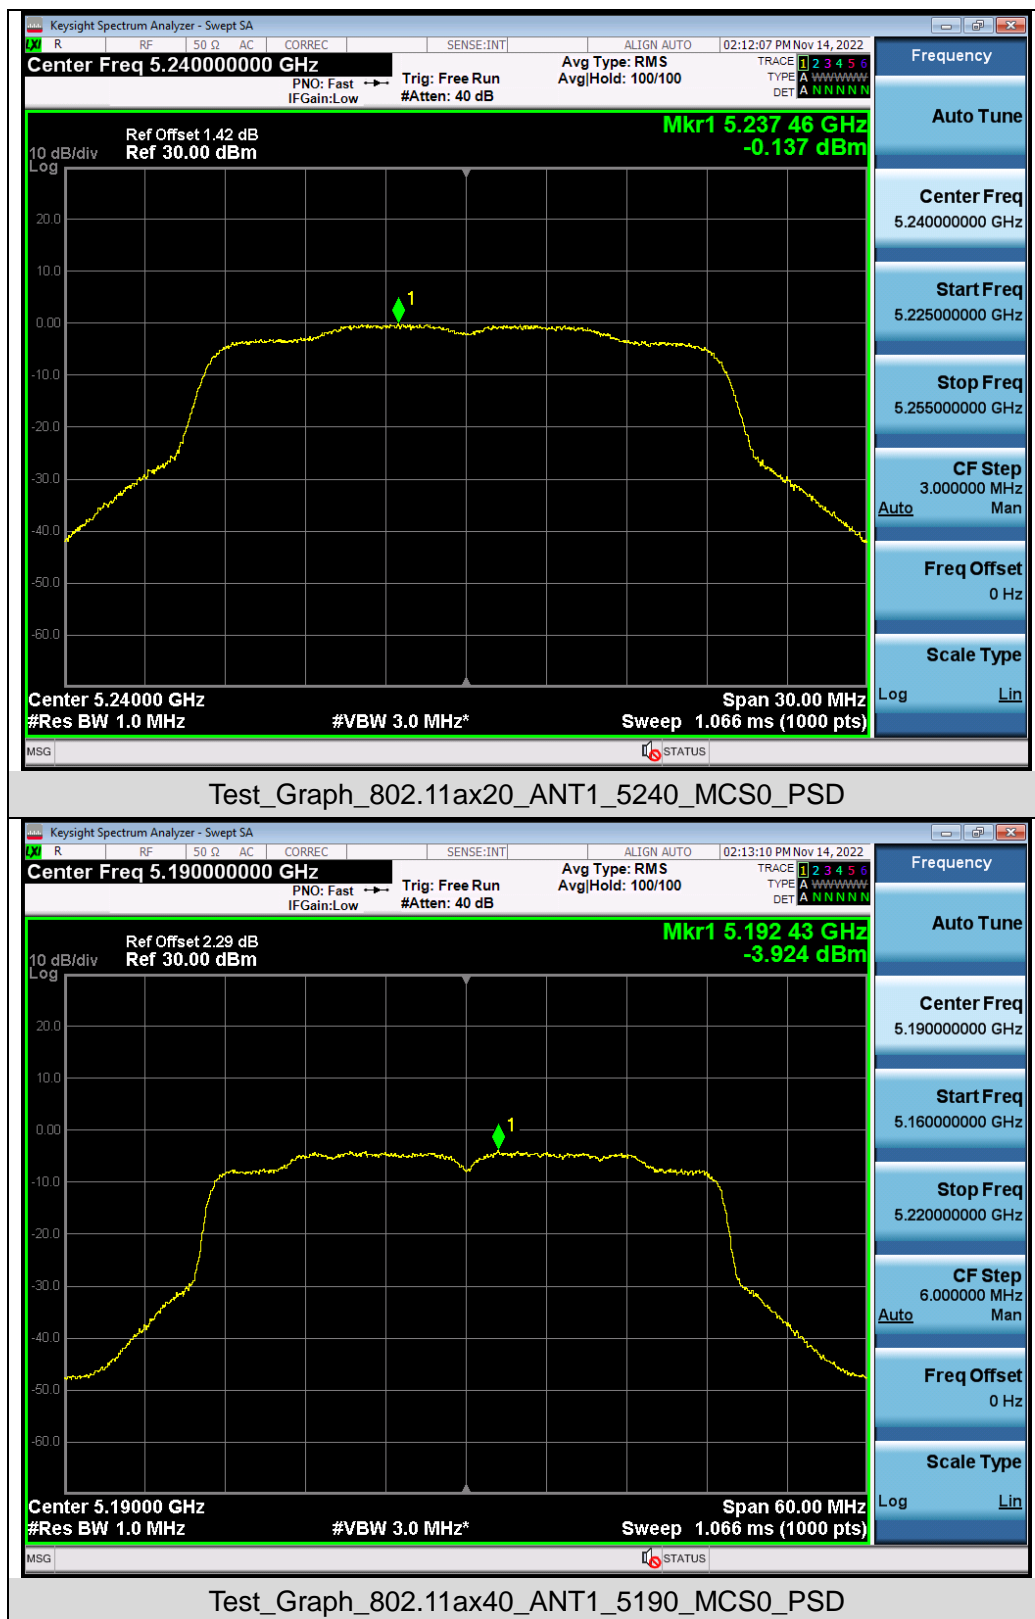 Keysight Spectrum Analyzer - Swept SA
LXI R RF 50 Ω AC CORREC SENSE:INT ALIGN AUTO 02:12:07 PM Nov 14, 2022
Center Freq 5.240000000 GHz
PNO: Fast
IFGain:Low
Trig: Free Run
#Atten: 40 dB
Avg Type: RMS
Avg|Hold: 100/100
TRACE 1 2 3 4 5 6
TYPE A WWWWW
DET A N N N N N
Frequency
Ref Offset 1.42 dB
10 dB/div Ref 30.00 dBm
Log
Mkr1 5.237 46 GHz
-0.137 dBm
20.0
10.0
0.00
-10.0
-20.0
-30.0
-40.0
-50.0
-60.0
1
Center 5.24000 GHz Span 30.00 MHz
#Res BW 1.0 MHz #VBW 3.0 MHz* Sweep 1.066 ms (1000 pts)
MSG STATUS
Auto Tune
Center Freq
5.240000000 GHz
Start Freq
5.225000000 GHz
Stop Freq
5.255000000 GHz
CF Step
3.000000 MHz
Auto Man
Freq Offset
0 Hz
Scale Type
Log Lin
Test_Graph_802.11ax20_ANT1_5240_MCS0_PSD
Keysight Spectrum Analyzer - Swept SA
LXI R RF 50 Ω AC CORREC SENSE:INT ALIGN AUTO 02:13:10 PM Nov 14, 2022
Center Freq 5.190000000 GHz
PNO: Fast
IFGain:Low
Trig: Free Run
#Atten: 40 dB
Avg Type: RMS
Avg|Hold: 100/100
TRACE 1 2 3 4 5 6
TYPE A WWWWW
DET A N N N N N
Frequency
Ref Offset 2.29 dB
10 dB/div Ref 30.00 dBm
Log
Mkr1 5.192 43 GHz
-3.924 dBm
20.0
10.0
0.00
-10.0
-20.0
-30.0
-40.0
-50.0
-60.0
1
Center 5.19000 GHz Span 60.00 MHz
#Res BW 1.0 MHz #VBW 3.0 MHz* Sweep 1.066 ms (1000 pts)
MSG STATUS
Auto Tune
Center Freq
5.190000000 GHz
Start Freq
5.160000000 GHz
Stop Freq
5.220000000 GHz
CF Step
6.000000 MHz
Auto Man
Freq Offset
0 Hz
Scale Type
Log Lin
Test_Graph_802.11ax40_ANT1_5190_MCS0_PSD